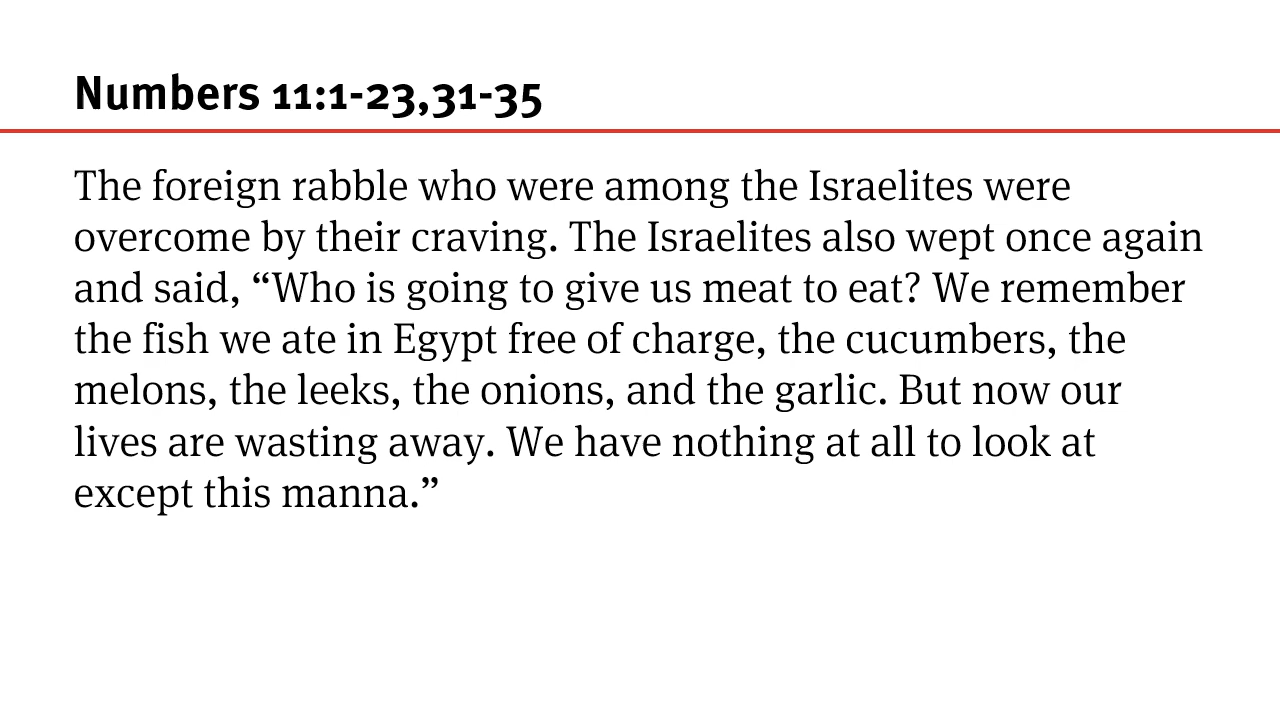 Numbers 11:1-23,31-35
The foreign rabble who were among the Israelites were
overcome by their craving. The Israelites also wept once again
and said, “Who is going to give us meat to eat? We remember
the fish we ate in Egypt free of charge, the cucumbers, the
melons, the leeks, the onions, and the garlic. But now our
lives are wasting away. We have nothing at all to look at
except this manna.”